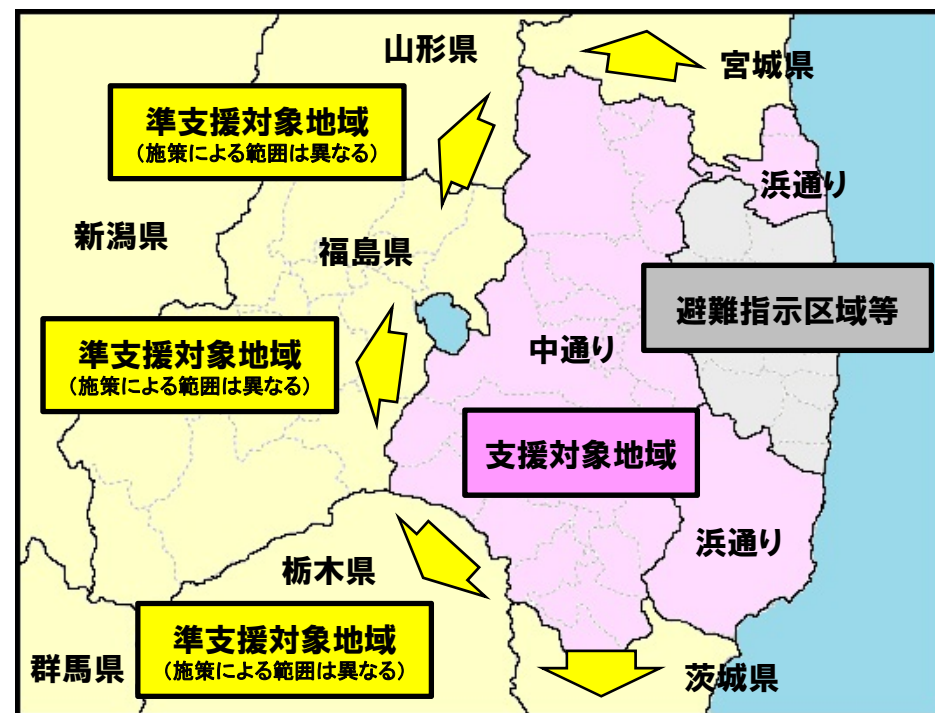 山形県
宮城県
準支援対象地域
(施策による範囲は異なる)
浜通り
新潟県
福島県
避難指示区域等
中通り
準支援対象地域
(施策による範囲は異なる)
支援対象地域
浜通り
栃木県
準支援対象地域
(施策による範囲は異なる)
群馬県
茨城県